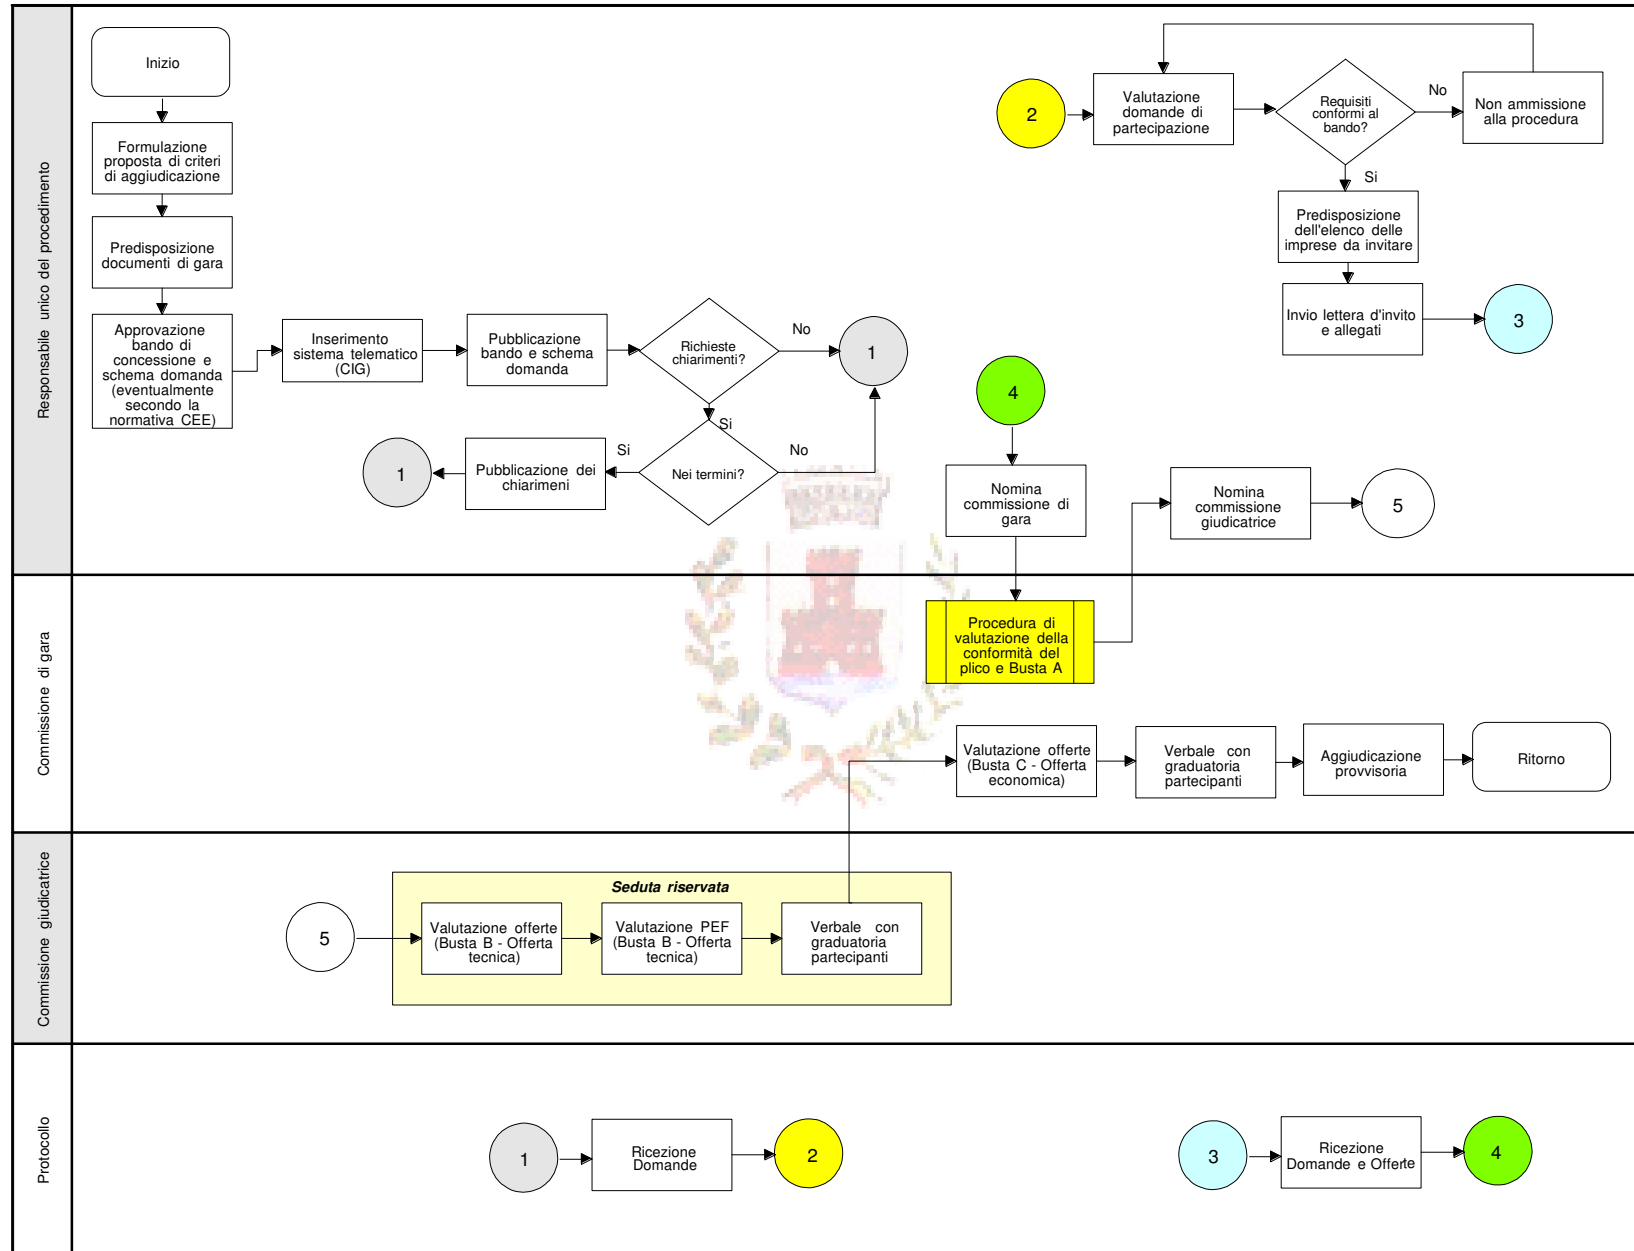 Responsabile unico del procedimento
Inizio
Formulazione
proposta di criteri
di aggiudicazione
Predisposizione
documenti di gara
Approvazione
bando di
concessione e
schema domanda
(eventualmente
secondo la
normativa CEE)
Inserimento
sistema telematico
(CIG)
Pubblicazione
bando e schema
domanda
Richieste
chiarimenti?
No
1
Si
Nei termini?
No
Si
Pubblicazione dei
chiarimeni
1
2
Valutazione
domande di
partecipazione
Requisiti
conformi al
bando?
No
Non ammissione
alla procedura
Si
Predisposizione
dell'elenco delle
imprese da invitare
Invio lettera d'invito
e allegati
3
4
Nomina
commissione di
gara
Nomina
commissione
giudicatrice
5
Commissione di gara
Procedura di
valutazione della
conformità del
plico e Busta A
Valutazione offerte
(Busta C - Offerta
economica)
Verbale con
graduatoria
partecipanti
Aggiudicazione
provvisoria
Ritorno
Commissione giudicatrice
Seduta riservata
5
Valutazione offerte
(Busta B - Offerta
tecnica)
Valutazione PEF
(Busta B - Offerta
tecnica)
Verbale con
graduatoria
partecipanti
Protocollo
1
Ricezione
Domande
2
3
Ricezione
Domande e Offerte
4